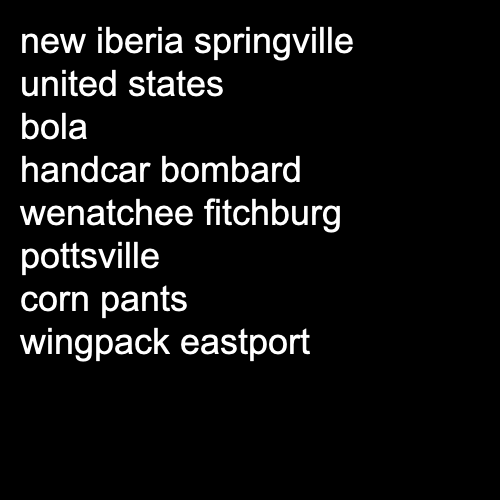 new iberia springville
united states
bola
handcar bombard
wenatchee fitchburg
pottsville
corn pants
wingpack eastport